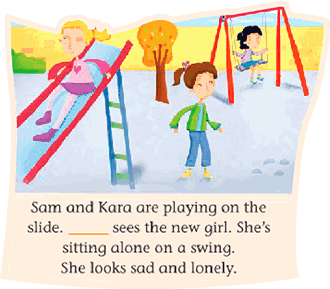 Sam and Kara are playing on the
slide. _____ sees the new girl. She's
sitting alone on a swing.
She looks sad and lonely.